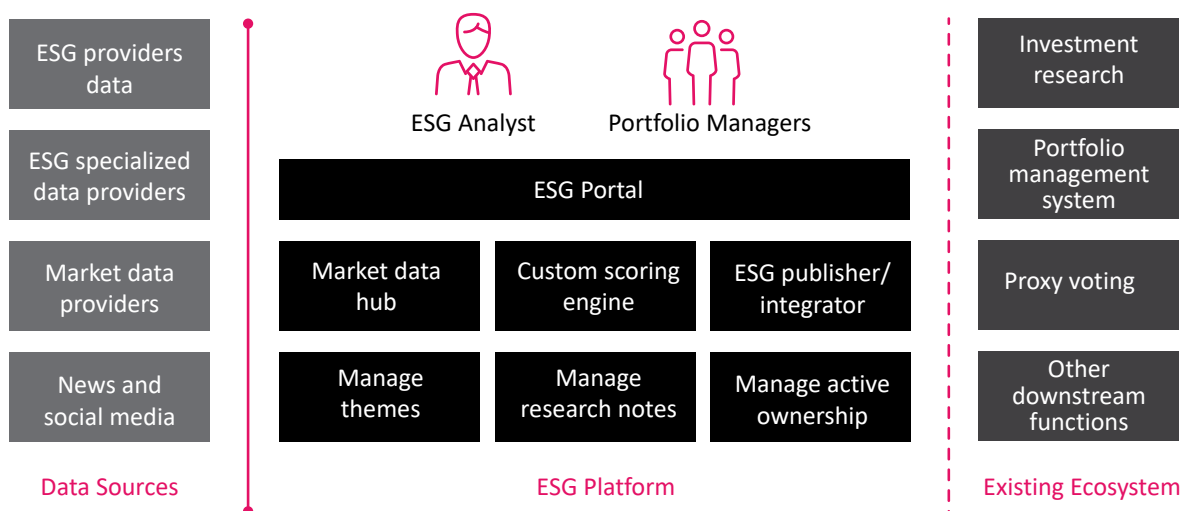 ESG providers
data
ESG specialized
data providers
Market data
providers
News and
social media
Data Sources
ESG Analyst
Portfolio Managers
ESG Portal
Market data
hub
Custom scoring
engine
ESG publisher/
integrator
Manage
themes
Manage
research notes
Manage active
ownership
ESG Platform
Investment
research
Portfolio
management
system
Proxy voting
Other
downstream
functions
Existing Ecosystem